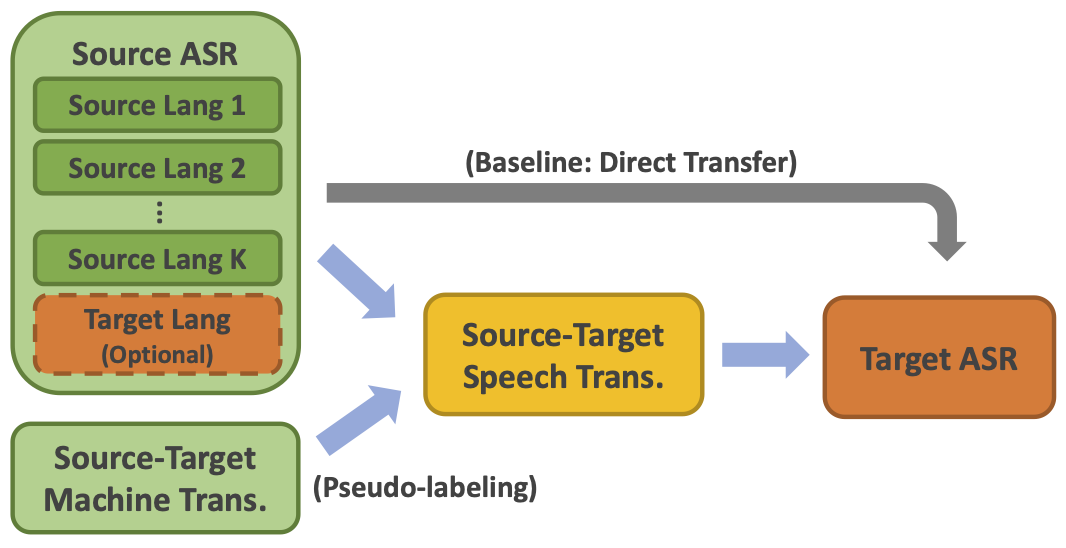 Source ASR
Source Lang 1
Source Lang 2
⋮
Source Lang K
Target Lang
(Optional)
Source-Target
Machine Trans.
(Pseudo-labeling)
(Baseline: Direct Transfer)
Source-Target
Speech Trans.
Target ASR